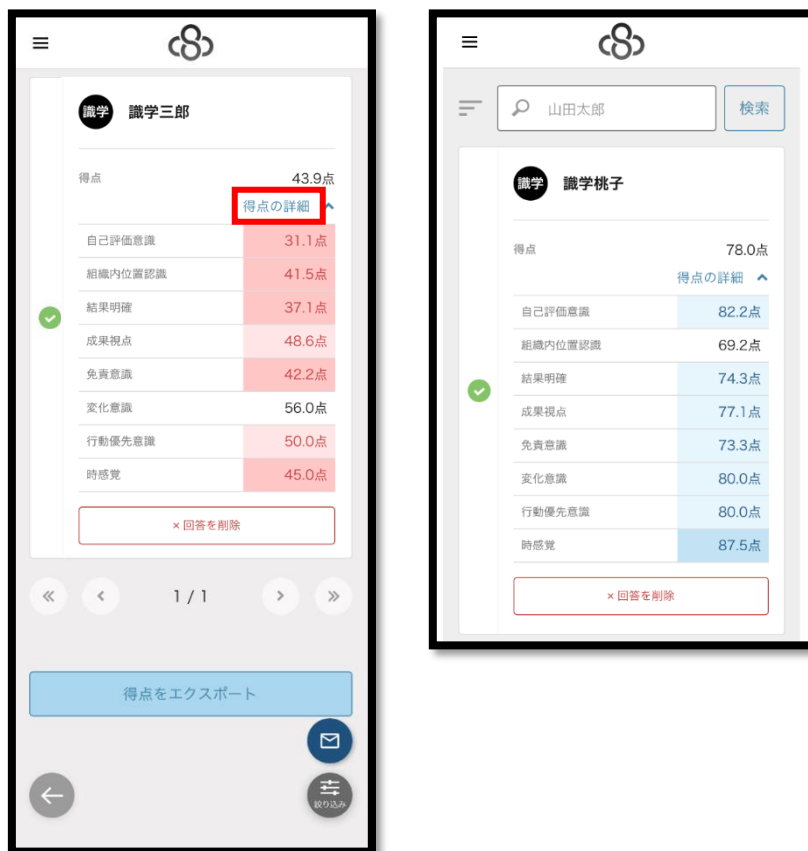 識学 識学三郎
得点 43.9点
得点の詳細
自己評価意識 31.1点
組織内位置認識 41.5点
結果明確 37.1点
成果視点 48.6点
免責意識 42.2点
変化意識 56.0点
行動優先意識 50.0点
時感覚 45.0点
×回答を削除
1 / 1
得点をエクスポート
絞り込み
山田太郎 検索
識学 識学桃子
得点 78.0点
得点の詳細
自己評価意識 82.2点
組織内位置認識 69.2点
結果明確 74.3点
成果視点 77.1点
免責意識 73.3点
変化意識 80.0点
行動優先意識 80.0点
時感覚 87.5点
×回答を削除